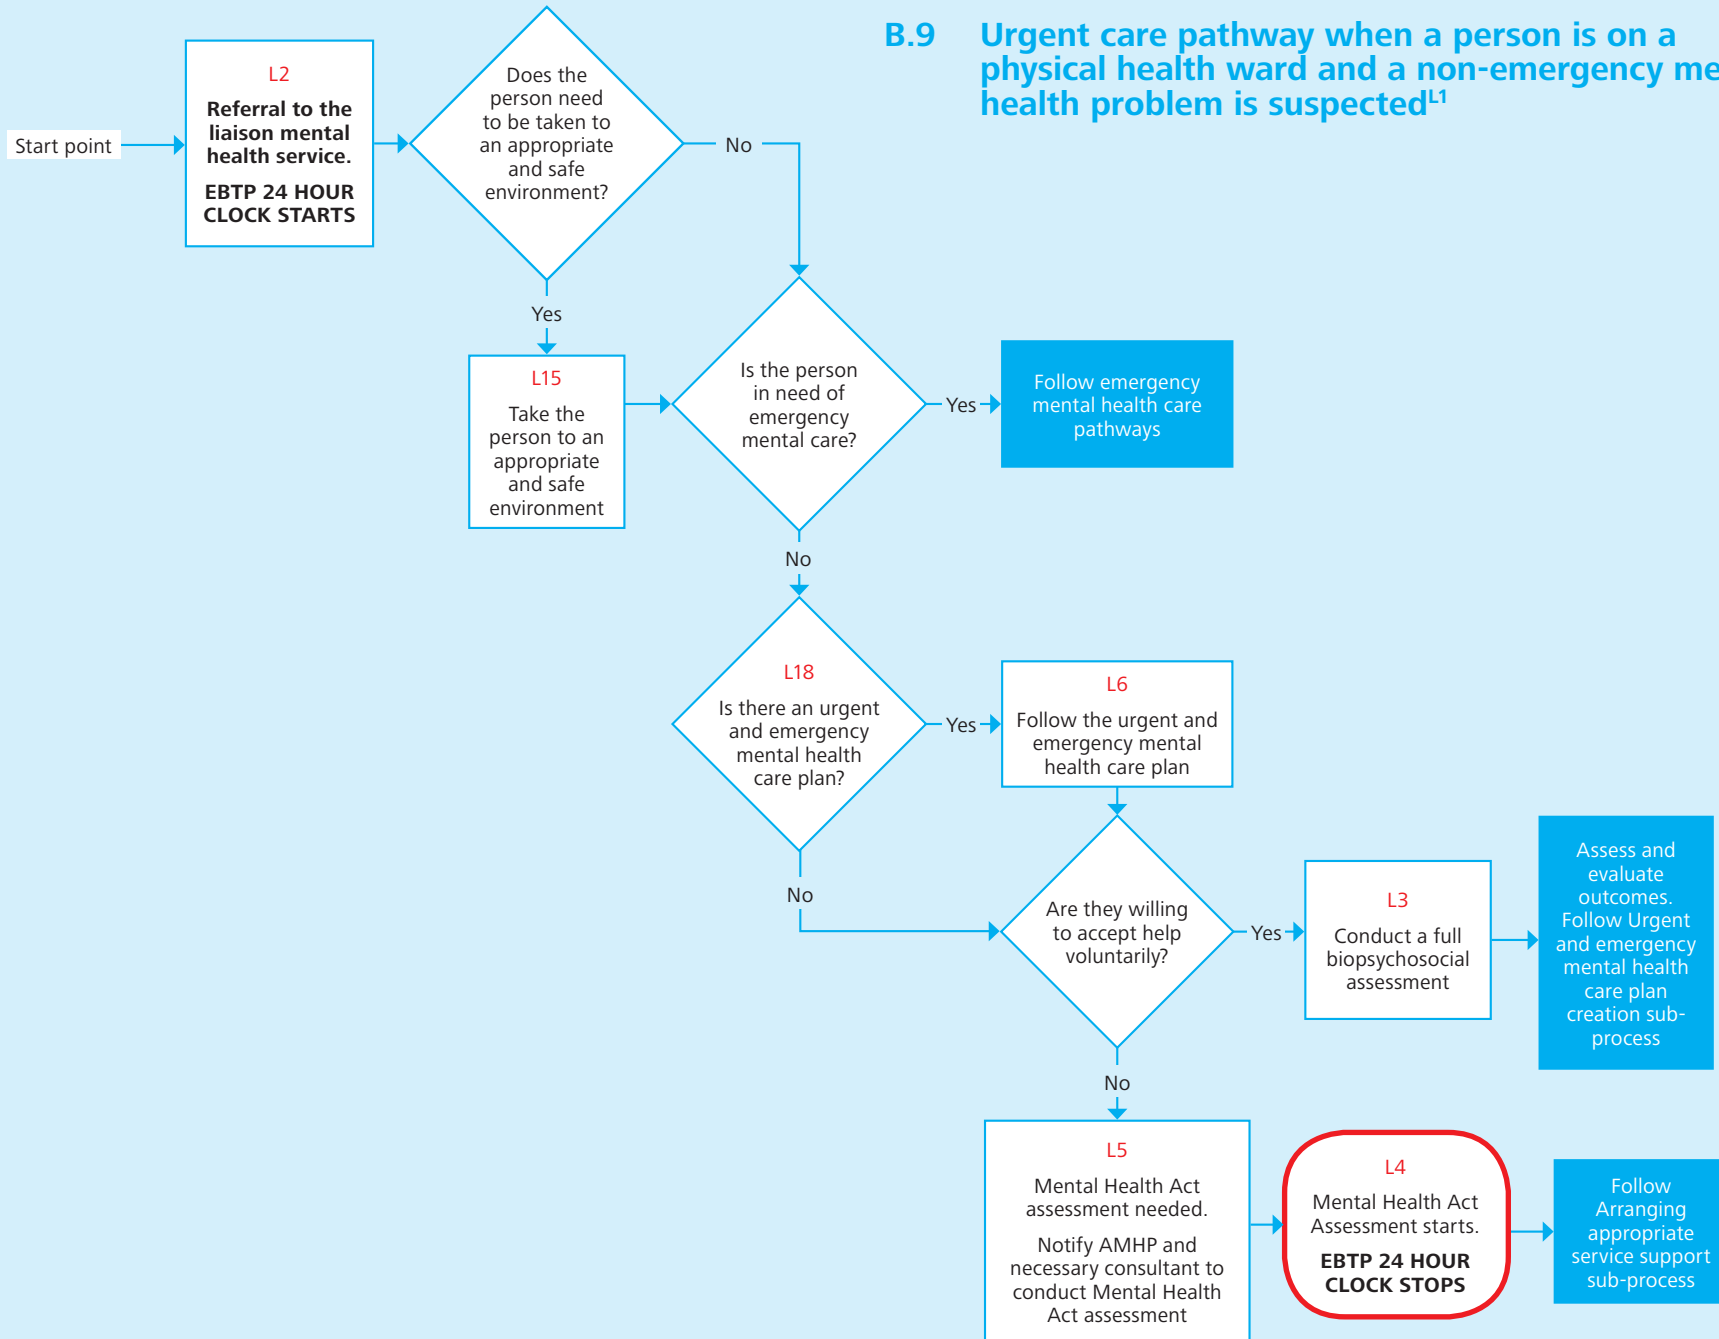 B.9 Urgent care pathway when a person is on a
physical health ward and a non-emergency me
health problem is suspectedL1
Start point
L2
Referral to the
liaison mental
health service.
EBTP 24 HOUR
CLOCK STARTS
Does the
person need
to be taken to
an appropriate
and safe
environment?
No
Yes
L15
Take the
person to an
appropriate
and safe
environment
Is the person
in need of
emergency
mental care?
Yes
Follow emergency
mental health care
pathways
No
L18
Is there an urgent
and emergency
mental health
care plan?
Yes
L6
Follow the urgent and
emergency mental
health care plan
No
Are they willing
to accept help
voluntarily?
Yes
L3
Conduct a full
biopsychosocial
assessment
Assess and
evaluate
outcomes.
Follow Urgent
and emergency
mental health
care plan
creation sub-
process
No
L5
Mental Health Act
assessment needed.
Notify AMHP and
necessary consultant to
conduct Mental Health
Act assessment
L4
Mental Health Act
Assessment starts.
EBTP 24 HOUR
CLOCK STOPS
Follow
Arranging
appropriate
service support
sub-process